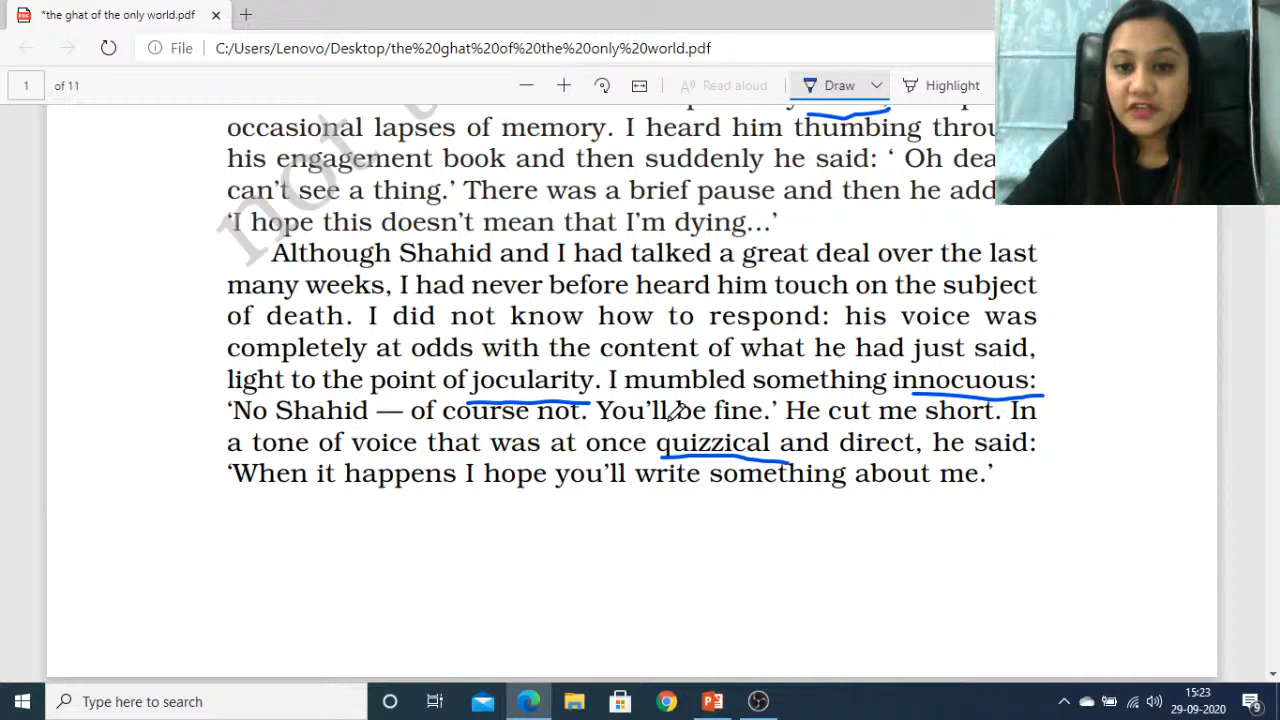 *the ghat of the only world.pdf
File C:/Users/Lenovo/Desktop/the%20ghat%20of%20the%20only%20world.pdf
1 of 11 Read aloud Draw Highlight
occasional lapses of memory. I heard him thumbing
his engagement book and then suddenly he said: ‘ Oh
can’t see a thing.’ There was a brief pause and then he
‘I hope this doesn’t mean that I’m dying...’
Although Shahid and I had talked a great deal over the last
many weeks, I had never before heard him touch on the subject
of death. I did not know how to respond: his voice was
completely at odds with the content of what he had just said,
light to the point of jocularity. I mumbled something innocuous:
‘No Shahid — of course not. You’ll be fine.’ He cut me short. In
a tone of voice that was at once quizzical and direct, he said:
‘When it happens I hope you’ll write something about me.’
not
Type here to search
15:23
29-09-2020
9